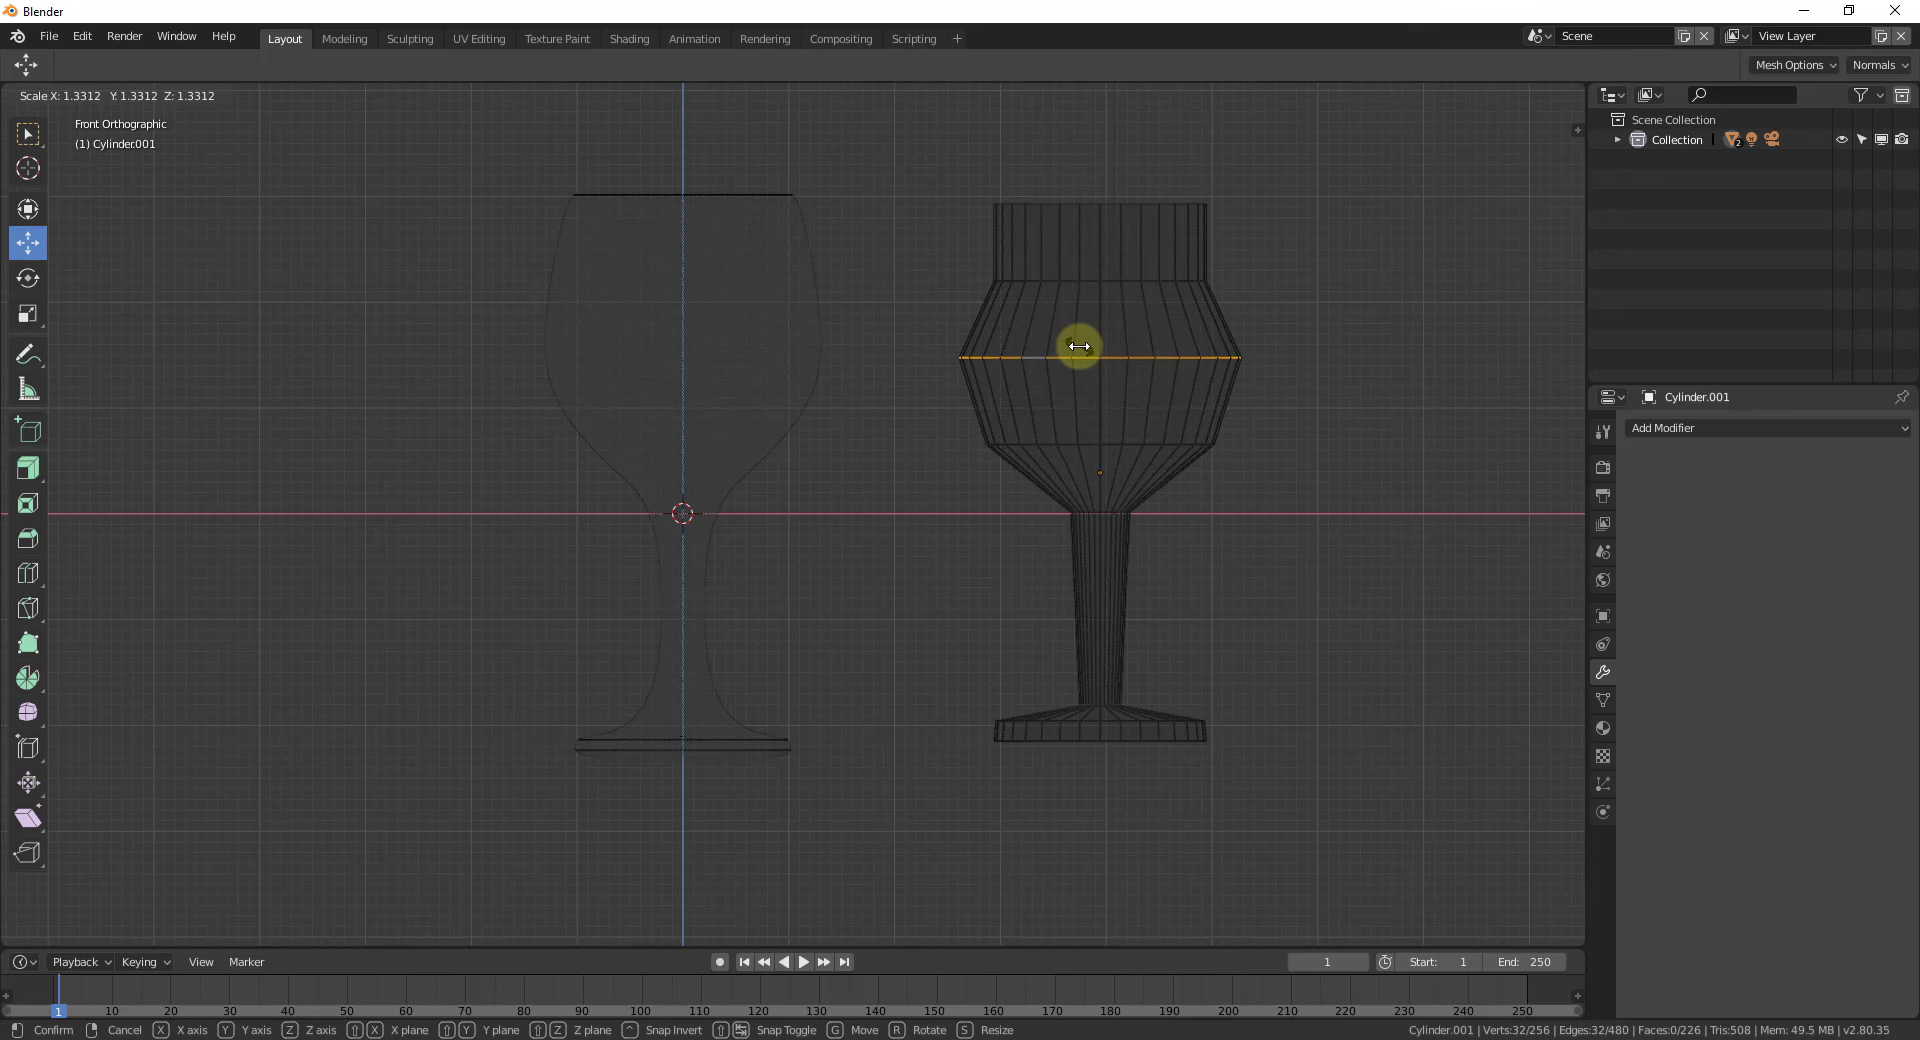 Blender
File Edit Render Window Help
Layout Modeling Sculpting UV Editing Texture Paint Shading Animation Rendering Compositing Scripting
Scene
View Layer
Mesh Options Normals
Scale X: 1.3312 Y: 1.3312 Z: 1.3312
Front Orthographic
(1) Cylinder.001
Scene Collection
Collection
2
Cylinder.001
Add Modifier
Playback Keying View Marker
1
Start: 1
End: 250
1 10 20 30 40 50 60 70 80 90 100 110 120 130 140 150 160 170 180 190 200 210 220 230 240 250
Confirm Cancel X X axis Y Y axis Z Z axis X X plane Y Y plane Z Z plane Snap Invert Snap Toggle G Move R Rotate S Resize
Cylinder.001 | Verts:32/256 | Edges:32/480 | Faces:0/226 | Tris:508 | Mem: 49.5 MB | v2.80.35